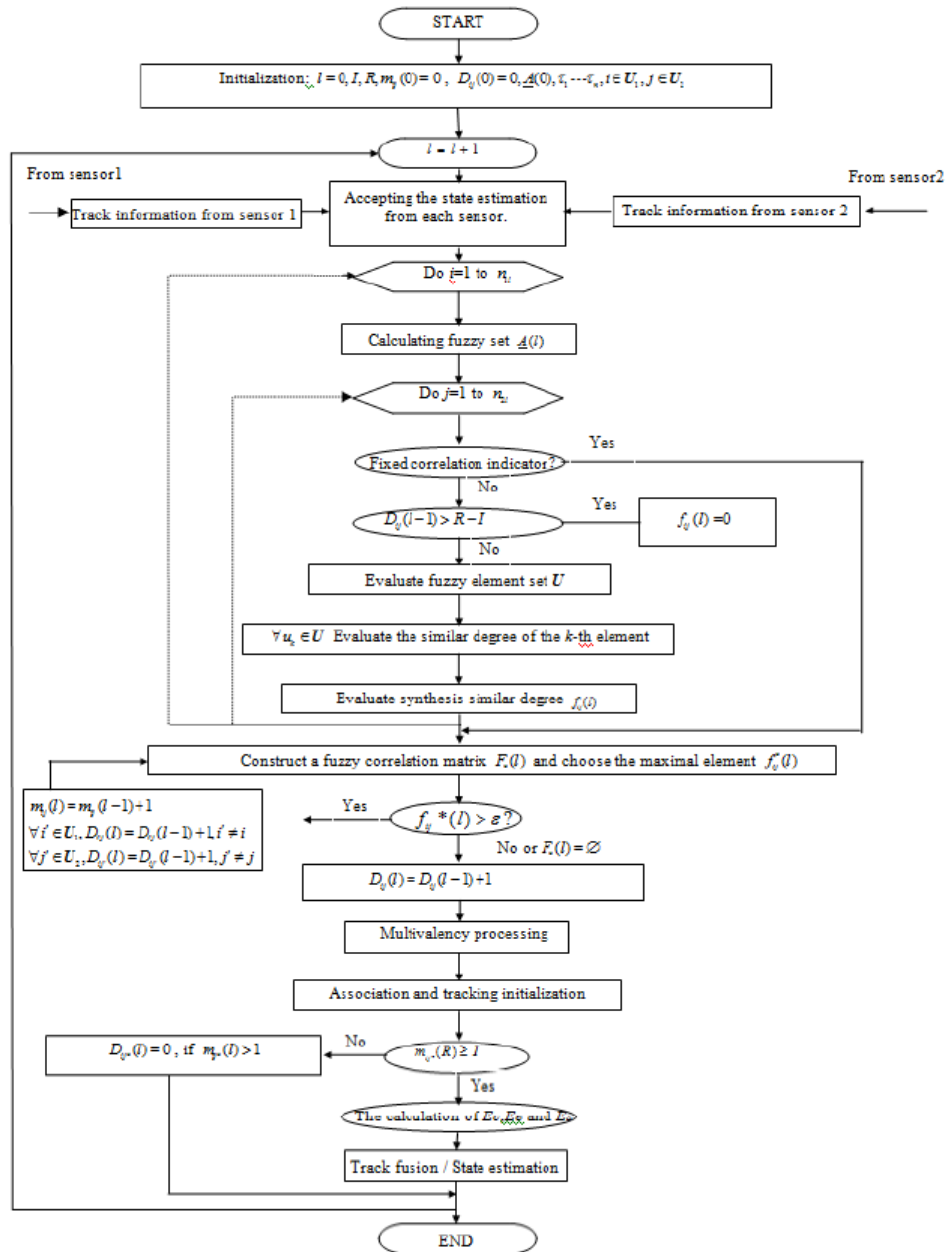 START
Initialization: l = 0, I, R, m_ij(0) = 0 , D_ij(0) = 0, A(0), τ_1 --- τ_n, i ∈ U_1, j ∈ U_2
l = l + 1
From sensor1
From sensor2
Track information from sensor 1
Accepting the state estimation
from each sensor.
Track information from sensor 2
Do i=1 to
Calculating fuzzy set A(l)
Do j=1 to
Yes
Fixed correlation indicator?
No
D_ij(l−1) > R − I
Yes
f_ij(l) = 0
No
Evaluate fuzzy element set U
∀ u_k ∈ U Evaluate the similar degree of the k-th element
Evaluate synthesis similar degree f_ij(l)
Construct a fuzzy correlation matrix and choose the maximal element f*_ij(l)
m_ij(l) = m_ij(l−1)+1
∀i′ ∈ U_1, D_i′j(l) = D_i′j(l−1)+1, i′ ≠ i
∀j′ ∈ U_2, D_ij′(l) = D_ij′(l−1)+1, j′ ≠ j
Yes
f_ij *(l) > ε ?
No or = ∅
D_ij(l) = D_ij(l−1)+1
Multivalency processing
Association and tracking initialization
D_ij*(l) = 0 , if m_ij*(l) > 1
No
m_ij*(R) ≥ I
Yes
The calculation of and
Track fusion / State estimation
END